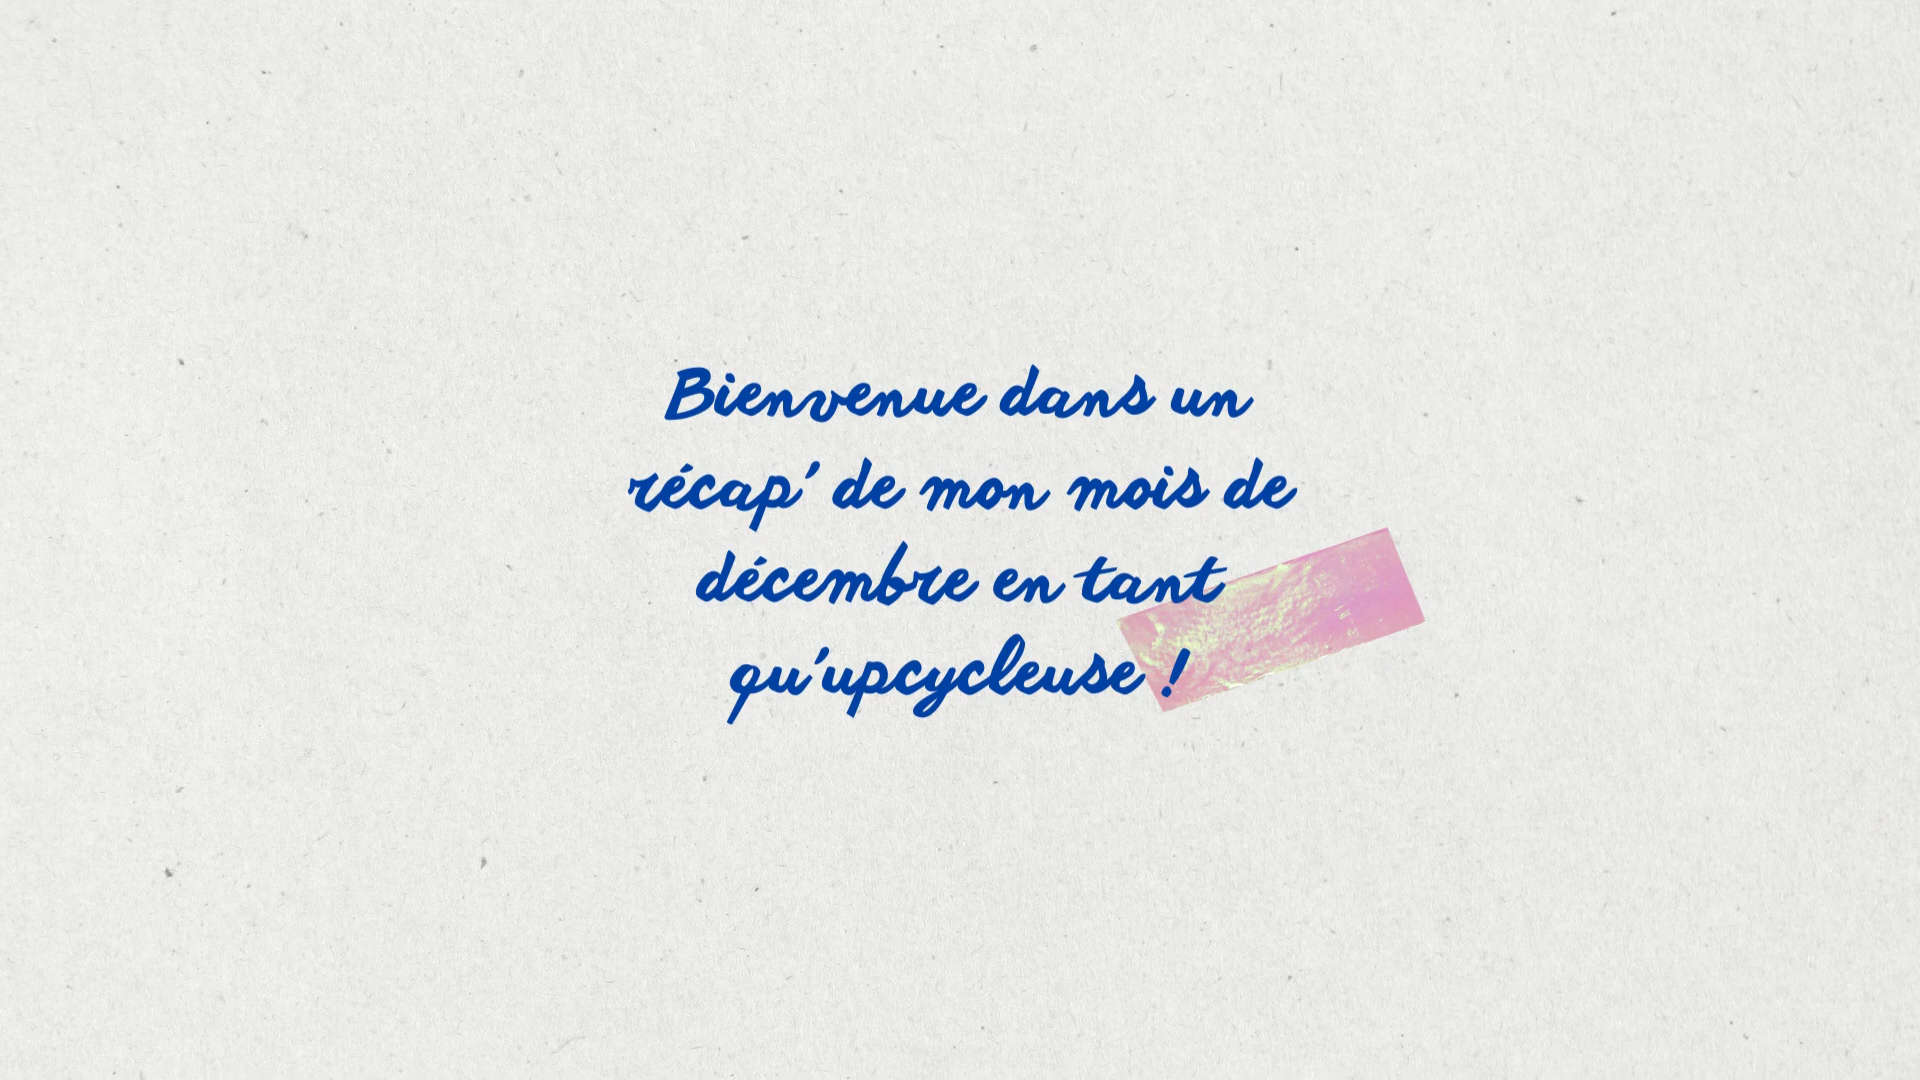 Bienvenue dans un
récap' de mon mois de
décembre en tant
qu'upcycleuse !